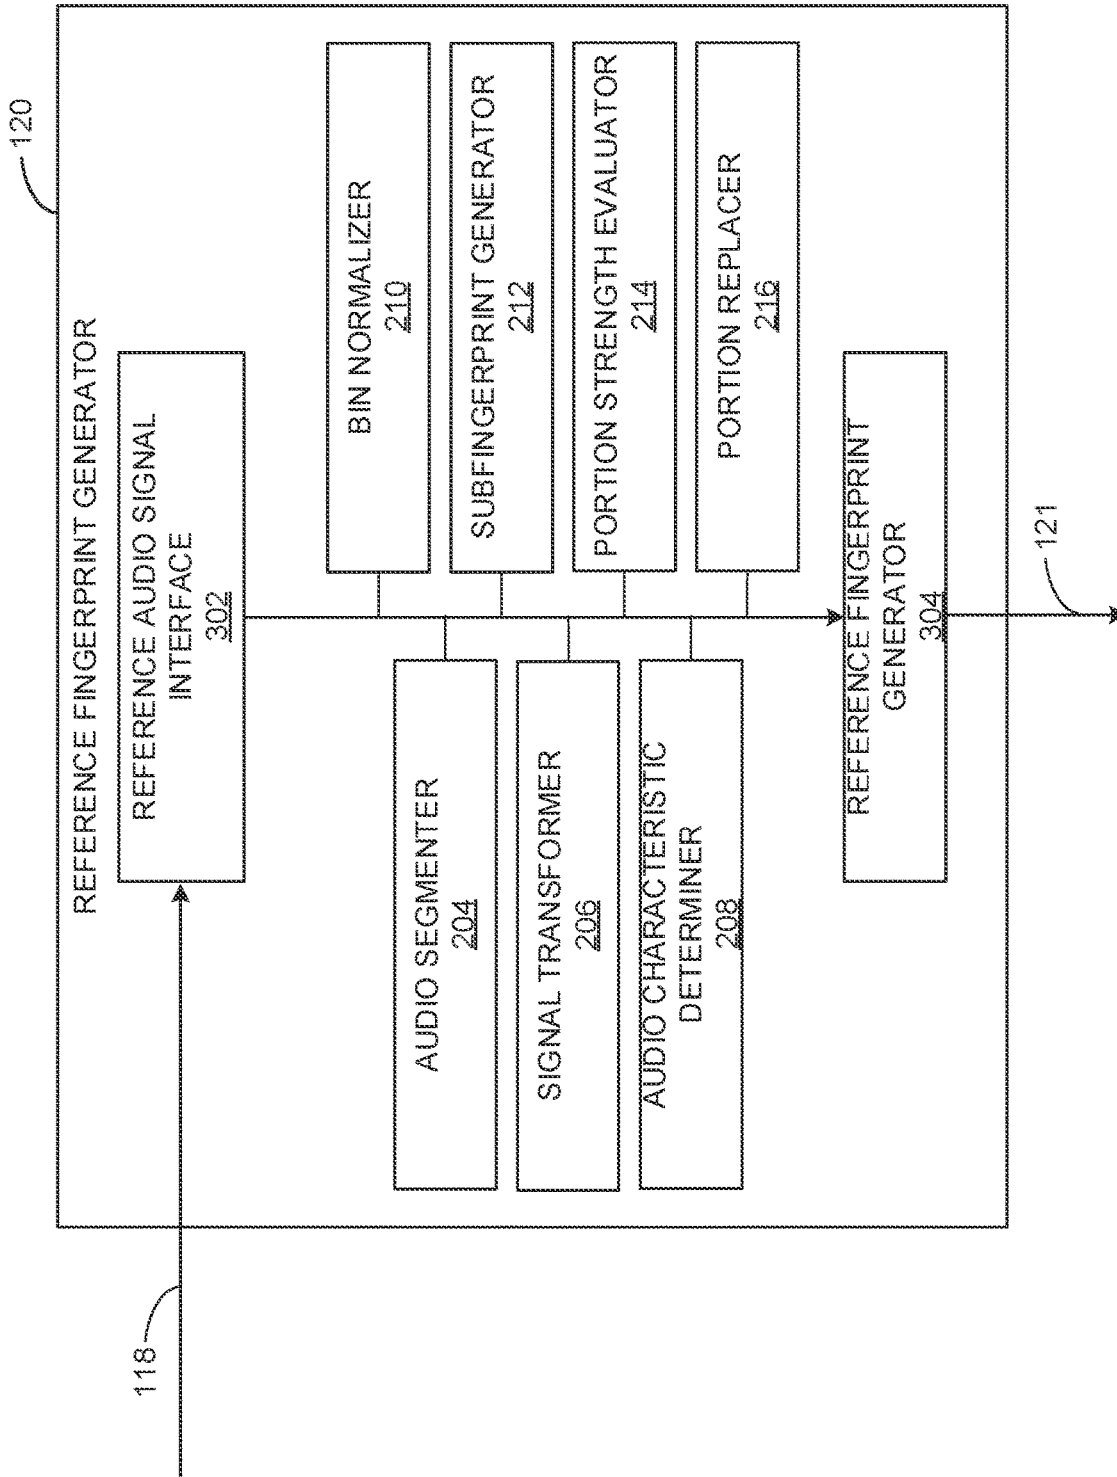 120
REFERENCE FINGERPRINT GENERATOR
118
REFERENCE AUDIO SIGNAL
INTERFACE
302
BIN NORMALIZER
210
AUDIO SEGMENTER
204
SUBFINGERPRINT GENERATOR
212
SIGNAL TRANSFORMER
206
PORTION STRENGTH EVALUATOR
214
AUDIO CHARACTERISTIC
DETERMINER
208
PORTION REPLACER
216
REFERENCE FINGERPRINT
GENERATOR
304
121